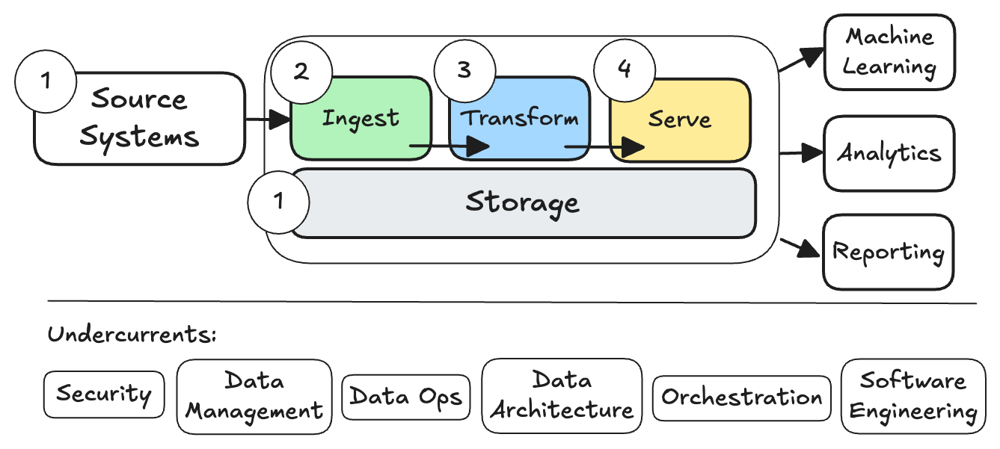 1
Source
Systems
2
Ingest
3
Transform
4
Serve
1
Storage
Machine
Learning
Analytics
Reporting
Undercurrents:
Security
Data
Management
Data Ops
Data
Architecture
Orchestration
Software
Engineering